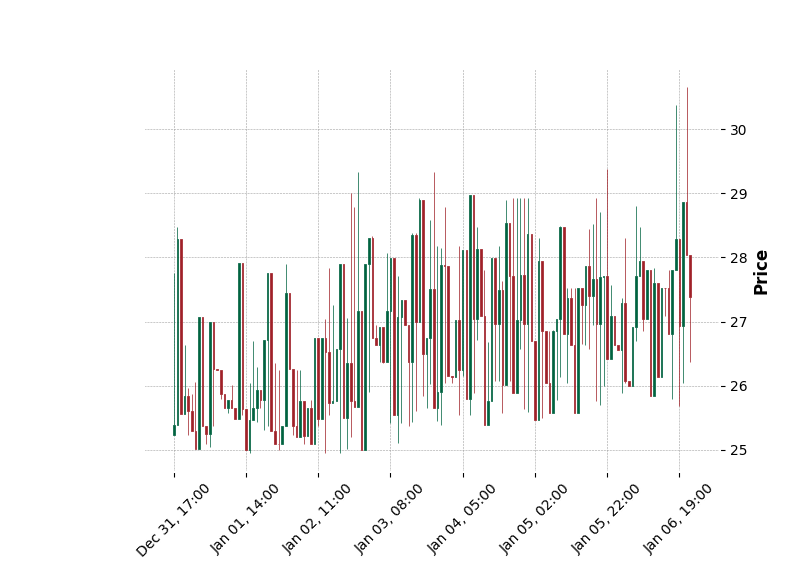 30
29
28
27
26
25
Price
Dec 31, 17:00
Jan 01, 14:00
Jan 02, 11:00
Jan 03, 08:00
Jan 04, 05:00
Jan 05, 02:00
Jan 05, 22:00
Jan 06, 19:00